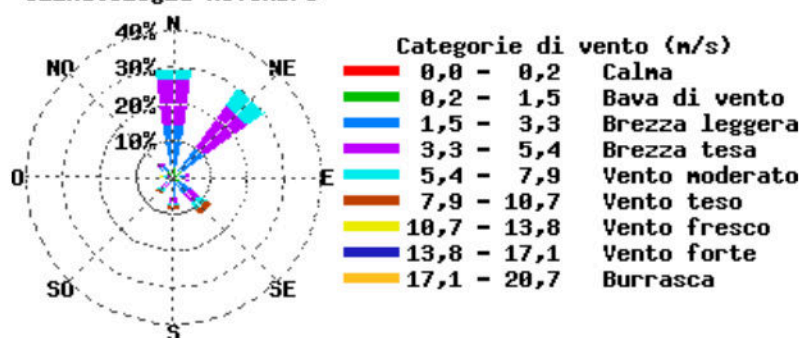 N
40%
30%
20%
10%
NO
NE
O
E
SO
SE
S
Categorie di vento (m/s)
0,0 - 0,2 Calma
0,2 - 1,5 Bava di vento
1,5 - 3,3 Brezza leggera
3,3 - 5,4 Brezza tesa
5,4 - 7,9 Vento moderato
7,9 - 10,7 Vento teso
10,7 - 13,8 Vento fresco
13,8 - 17,1 Vento forte
17,1 - 20,7 Burrasca